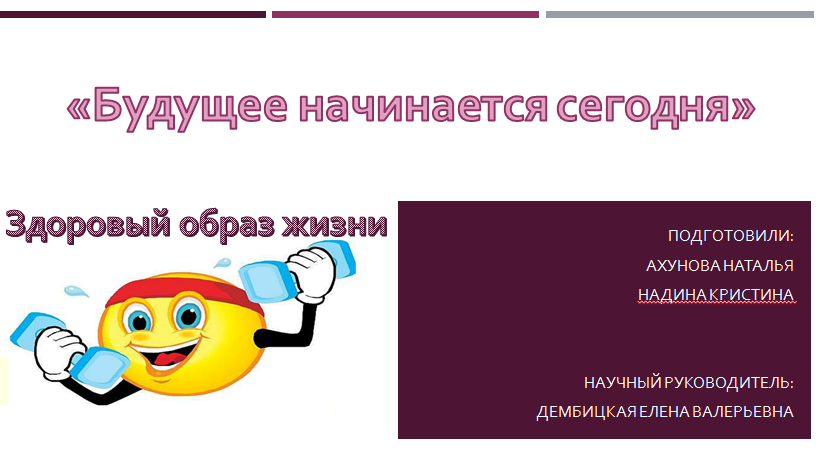 «Будущее начинается сегодня»
Здоровый образ жизни
ПОДГОТОВИЛИ:
АХУНОВА НАТАЛЬЯ
НАДИНА КРИСТИНА
НАУЧНЫЙ РУКОВОДИТЕЛЬ:
ДЕМБИЦКАЯ ЕЛЕНА ВАЛЕРЬЕВНА